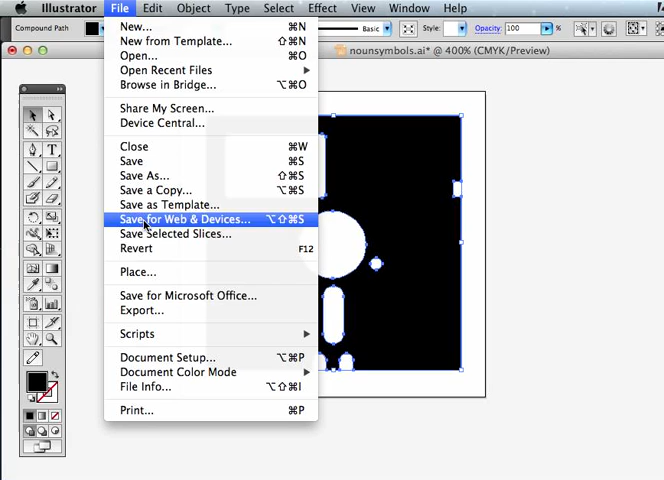 Illustrator File Edit Object Type Select Effect View Window Help
Compound Path Basic Style: Opacity: 100 %
nounsymbols.ai* @ 400% (CMYK/Preview)
New... ⌘N
New from Template... ⇧⌘N
Open... ⌘O
Open Recent Files
Browse in Bridge... ⌥⌘O
Share My Screen...
Device Central...
Close ⌘W
Save ⌘S
Save As... ⇧⌘S
Save a Copy... ⌥⌘S
Save as Template...
Save for Web & Devices... ⌥⇧⌘S
Save Selected Slices...
Revert F12
Place...
Save for Microsoft Office...
Export...
Scripts
Document Setup... ⌥⌘P
Document Color Mode
File Info... ⌥⇧⌘I
Print... ⌘P